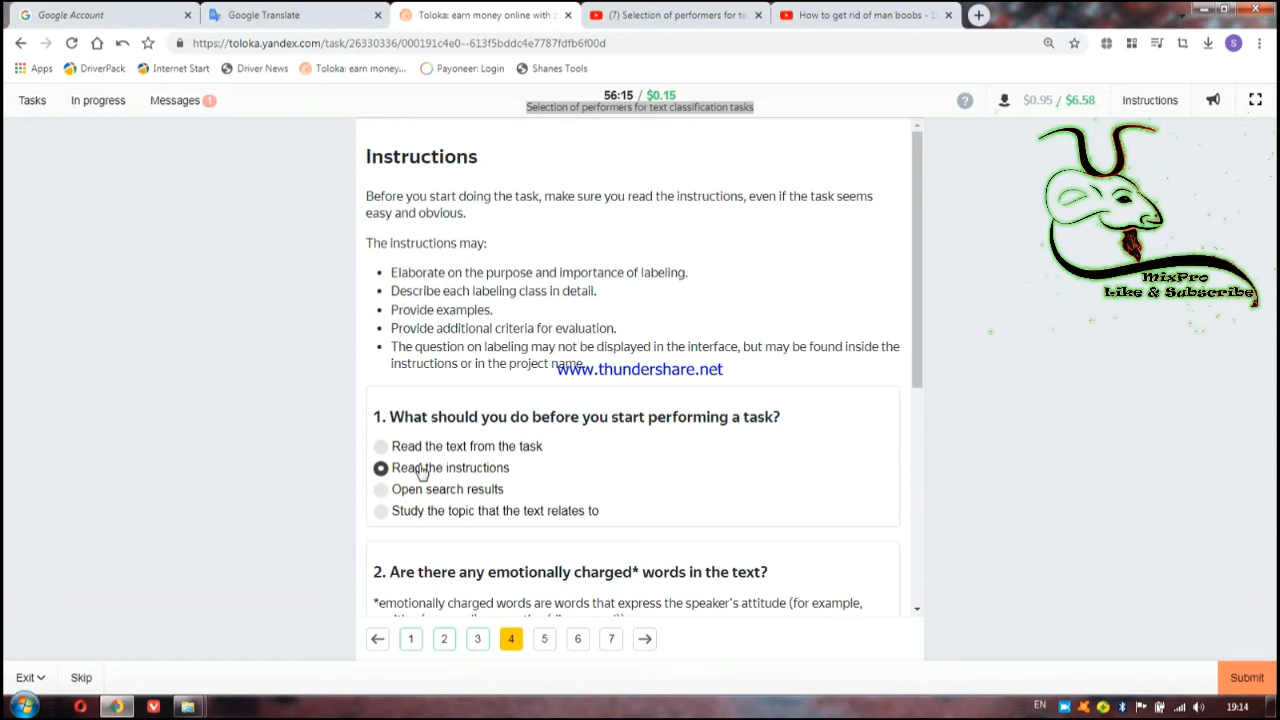 Google Account
Google Translate
Toloka: earn money online with
(7) Selection of performers for te
How to get rid of man boobs -
https://toloka.yandex.com/task/26330336/000191c4e0--613f5bddc4e7787fdfb6f00d
S
Apps
DriverPack
Internet Start
Driver News
Toloka: earn money...
Payoneer: Login
Shanes Tools
Tasks
In progress
Messages 1
56:15 / $0.15
Selection of performers for text classification tasks
$0.95 / $6.58
Instructions
Instructions
Before you start doing the task, make sure you read the instructions, even if the task seems
easy and obvious.
The instructions may:
Elaborate on the purpose and importance of labeling.
Describe each labeling class in detail.
Provide examples.
Provide additional criteria for evaluation.
The question on labeling may not be displayed in the interface, but may be found inside the
instructions or in the project name.
www.thundershare.net
MixPro
Like & Subscribe
1. What should you do before you start performing a task?
Read the text from the task
Read the instructions
Open search results
Study the topic that the text relates to
2. Are there any emotionally charged* words in the text?
*emotionally charged words are words that express the speaker's attitude (for example,
1 2 3 4 5 6 7
Exit
Skip
Submit
EN
19:14